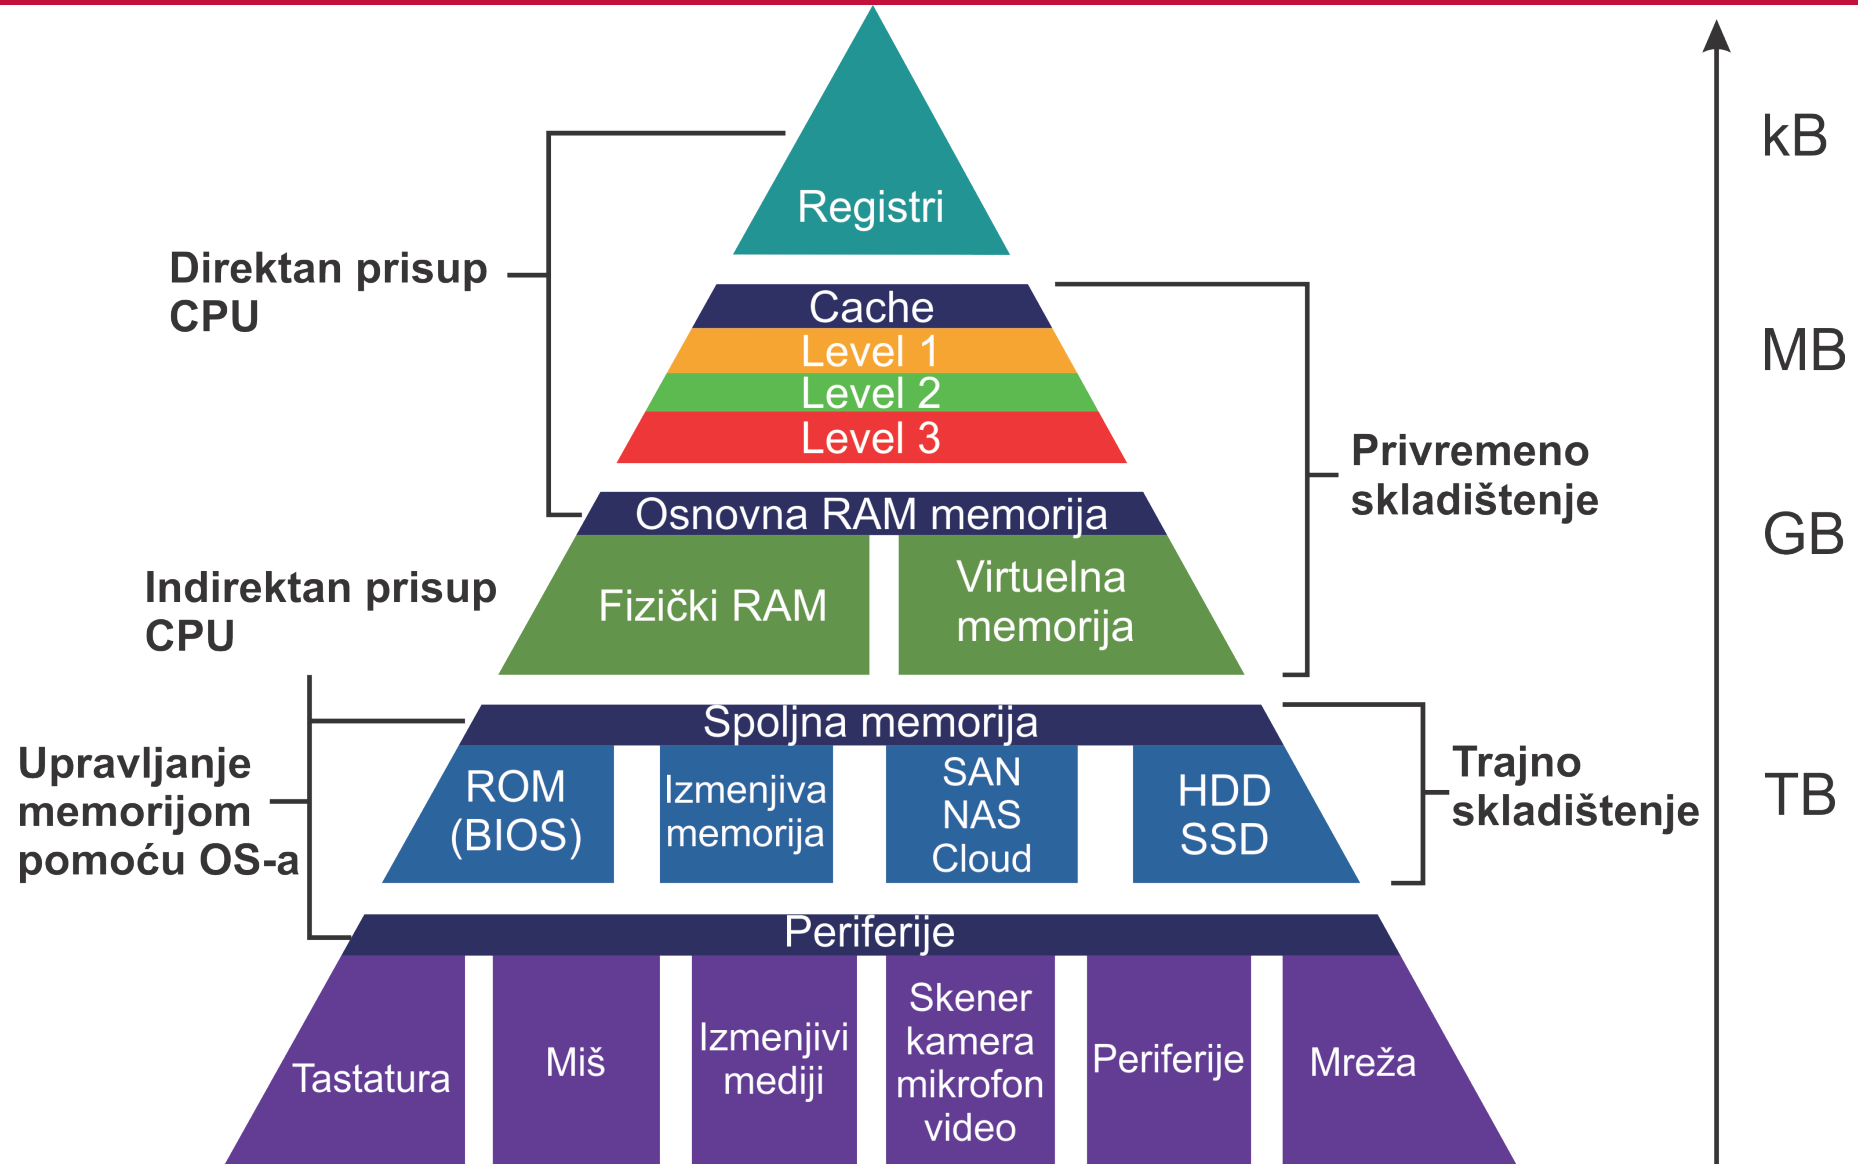 Registri
kB
Direktan prisup
CPU
Cache
Level 1
Level 2
Level 3
MB
Privremeno
skladištenje
Osnovna RAM memorija
Fizički RAM
Virtuelna
memorija
GB
Indirektan prisup
CPU
Spoljna memorija
ROM
(BIOS)
Izmenjiva
memorija
SAN
NAS
Cloud
HDD
SSD
Trajno
skladištenje
TB
Upravljanje
memorijom
pomoću OS-a
Periferije
Tastatura
Miš
Izmenjivi
mediji
Skener
kamera
mikrofon
video
Periferije
Mreža